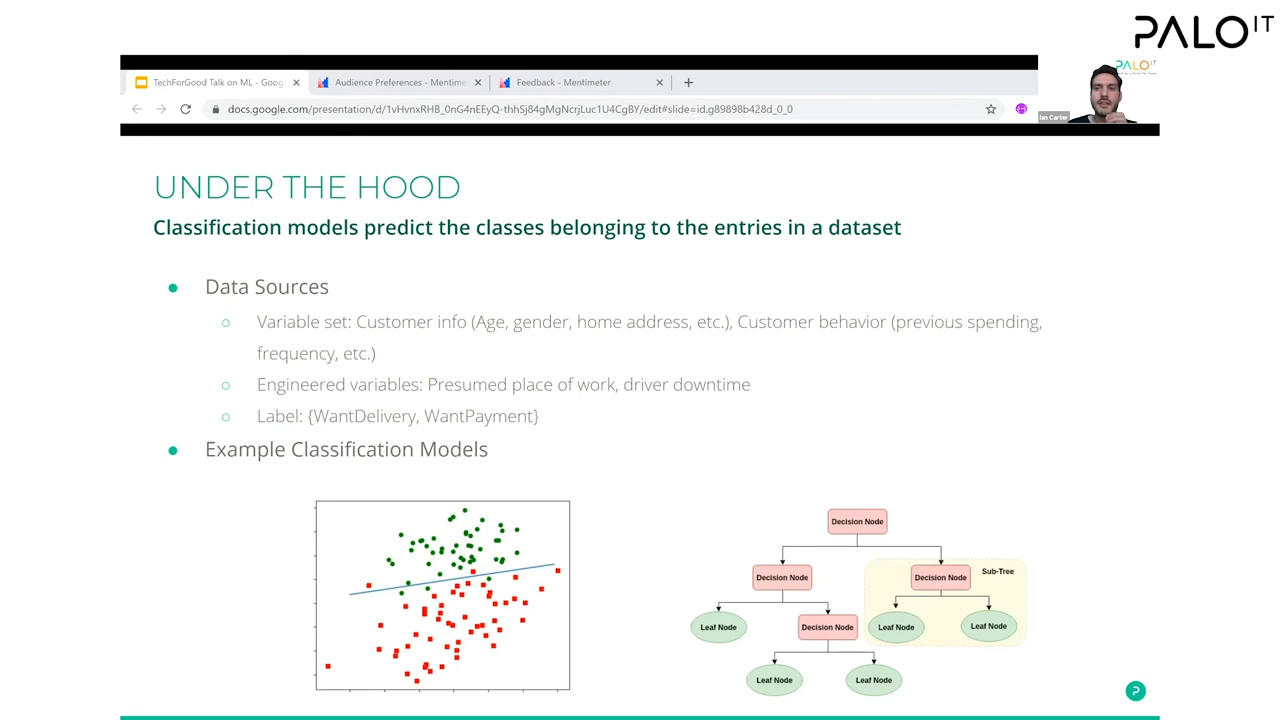 PALO IT
TechForGood Talk on ML - Goog
Audience Preferences - Mentime
Feedback - Mentimeter
PALO IT
docs.google.com/presentation/d/1vHvnxRHB_0nG4nEEyQ-thhSj84gMgNcrjLuc1U4CgBY/edit#slide=id.g89898b428d_0_0
Ian Carter
UNDER THE HOOD
Classification models predict the classes belonging to the entries in a dataset
Data Sources
Variable set: Customer info (Age, gender, home address, etc.), Customer behavior (previous spending,
frequency, etc.)
Engineered variables: Presumed place of work, driver downtime
Label: {WantDelivery, WantPayment}
Example Classification Models
Decision Node
Decision Node
Decision Node
Sub-Tree
Leaf Node
Decision Node
Leaf Node
Leaf Node
Leaf Node
Leaf Node
P